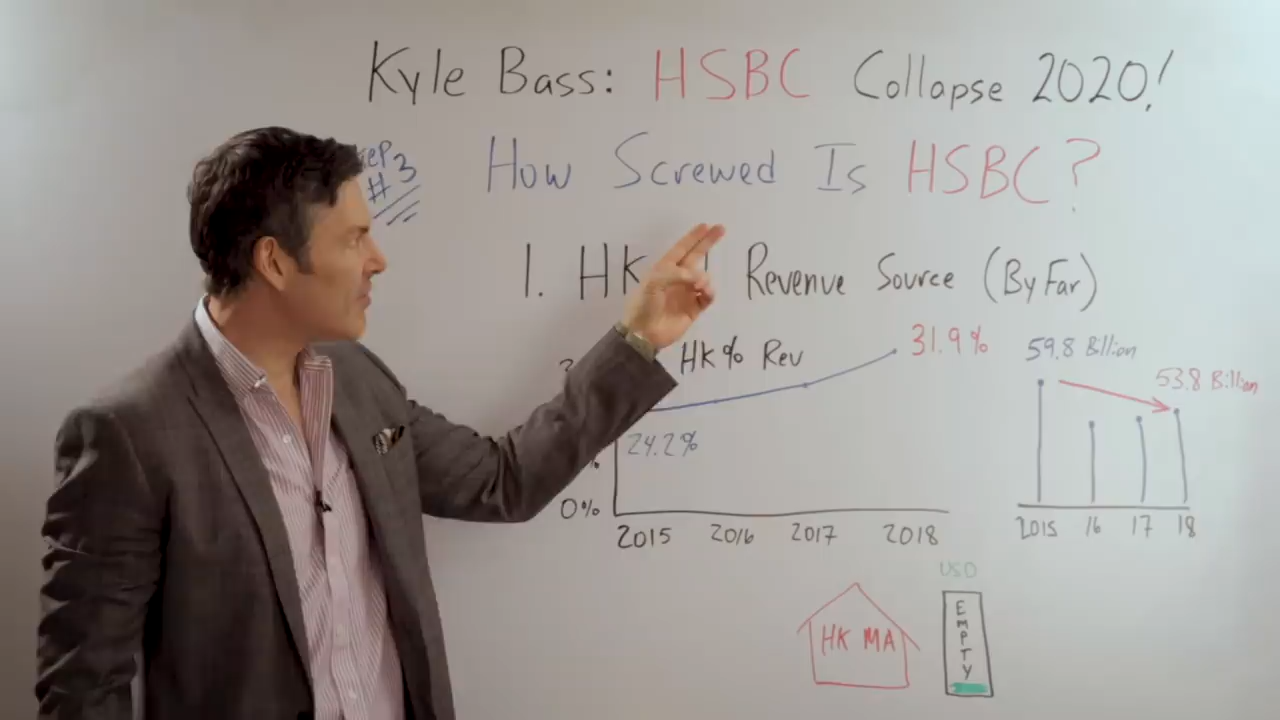 Kyle Bass: HSBC Collapse 2020!
#3
How Screwed Is HSBC?
1. HK Revenue Source (By Far)
HK% Rev
31.9%
24.2%
0%
2015 2016 2017 2018
59.8 Billion
53.8 Billion
2015 16 17 18
HK MA
USD
EMPTY